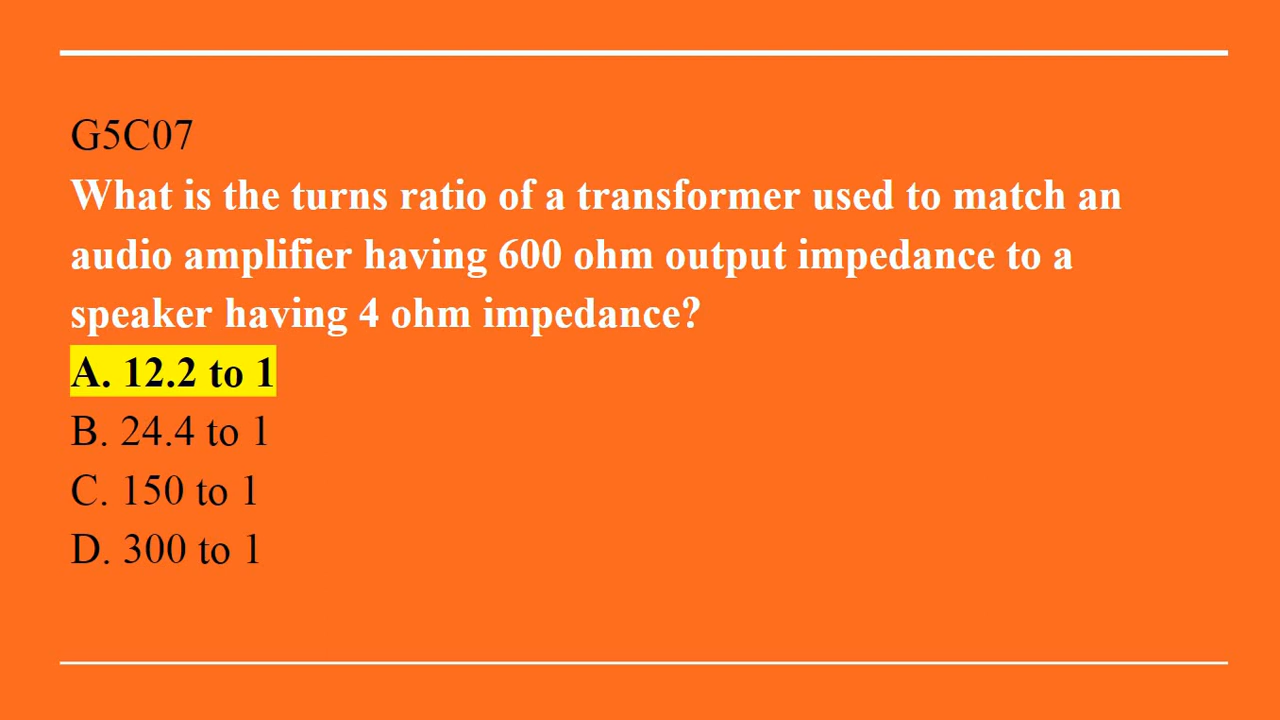 G5C07
What is the turns ratio of a transformer used to match an
audio amplifier having 600 ohm output impedance to a
speaker having 4 ohm impedance?
A. 12.2 to 1
B. 24.4 to 1
C. 150 to 1
D. 300 to 1